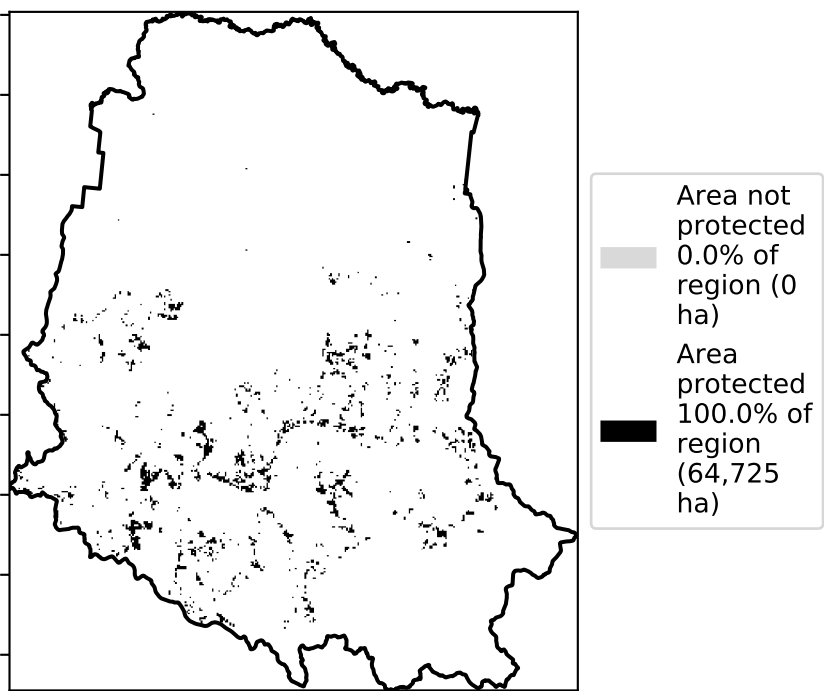 Area not
protected
0.0% of
region (0
ha)
Area
protected
100.0% of
region
(64,725
ha)